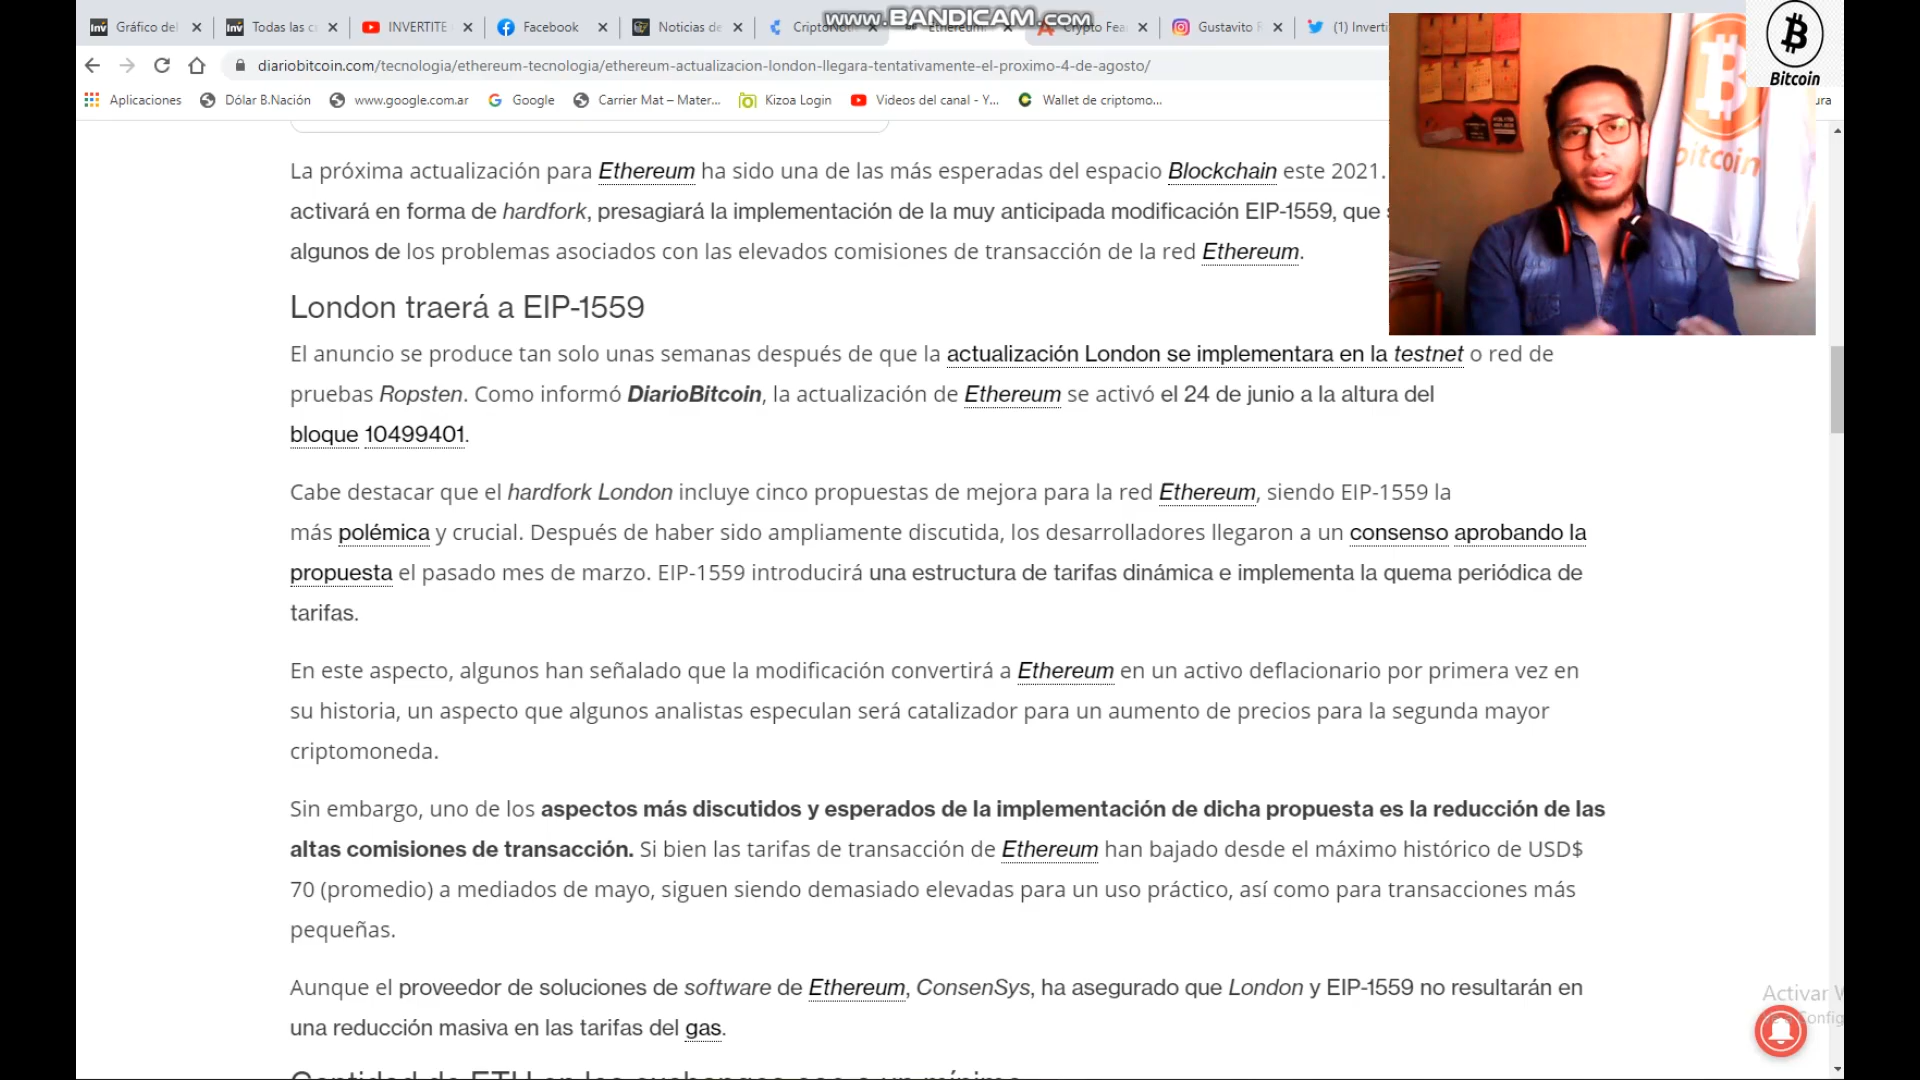 www.BANDICAM.com
Gráfico del
Todas las c
INVERTITE
Facebook
Noticias de
Ethereum
Crypto Fea
Gustavito R
(1) Inverti
Bitcoin
diariobitcoin.com/tecnologia/ethereum-tecnologia/ethereum-actualizacion-london-llegara-tentativamente-el-proximo-4-de-agosto/
Aplicaciones
Dólar B.Nación
www.google.com.ar
Google
Carrier Mat – Mater...
Kizoa Login
Videos del canal - Y...
Wallet de criptomo...
bitcoin
La próxima actualización para Ethereum ha sido una de las más esperadas del espacio Blockchain este 2021.
activará en forma de hardfork, presagiará la implementación de la muy anticipada modificación EIP-1559, que
algunos de los problemas asociados con las elevados comisiones de transacción de la red Ethereum.
London traerá a EIP-1559
El anuncio se produce tan solo unas semanas después de que la actualización London se implementara en la testnet o red de
pruebas Ropsten. Como informó DiarioBitcoin, la actualización de Ethereum se activó el 24 de junio a la altura del
bloque 10499401.
Cabe destacar que el hardfork London incluye cinco propuestas de mejora para la red Ethereum, siendo EIP-1559 la
más polémica y crucial. Después de haber sido ampliamente discutida, los desarrolladores llegaron a un consenso aprobando la
propuesta el pasado mes de marzo. EIP-1559 introducirá una estructura de tarifas dinámica e implementa la quema periódica de
tarifas.
En este aspecto, algunos han señalado que la modificación convertirá a Ethereum en un activo deflacionario por primera vez en
su historia, un aspecto que algunos analistas especulan será catalizador para un aumento de precios para la segunda mayor
criptomoneda.
Sin embargo, uno de los aspectos más discutidos y esperados de la implementación de dicha propuesta es la reducción de las
altas comisiones de transacción. Si bien las tarifas de transacción de Ethereum han bajado desde el máximo histórico de USD$
70 (promedio) a mediados de mayo, siguen siendo demasiado elevadas para un uso práctico, así como para transacciones más
pequeñas.
Aunque el proveedor de soluciones de software de Ethereum, ConsenSys, ha asegurado que London y EIP-1559 no resultarán en
una reducción masiva en las tarifas del gas.
Activar W
Cantidad de ETH en los exchanges cae a un mínimo